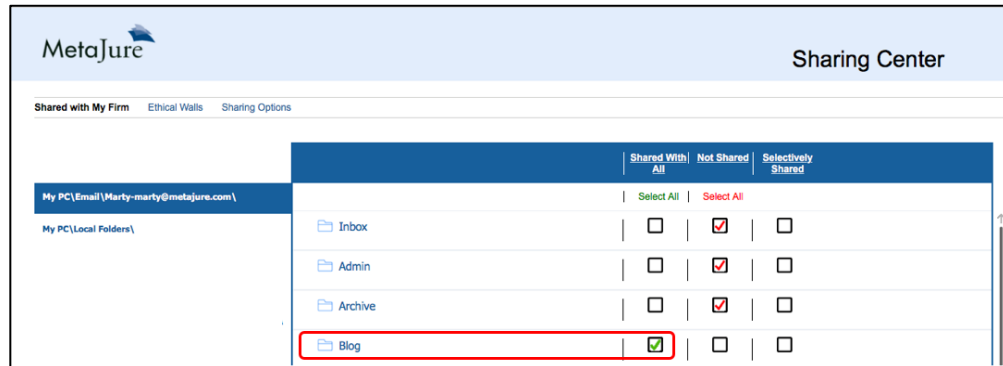 MetaJure
Sharing Center
Shared with My Firm Ethical Walls Sharing Options
Shared With All Not Shared Selectively Shared
Select All Select All
My PC\Email\Marty-marty@metajure.com\
My PC\Local Folders\
Inbox
Admin
Archive
Blog